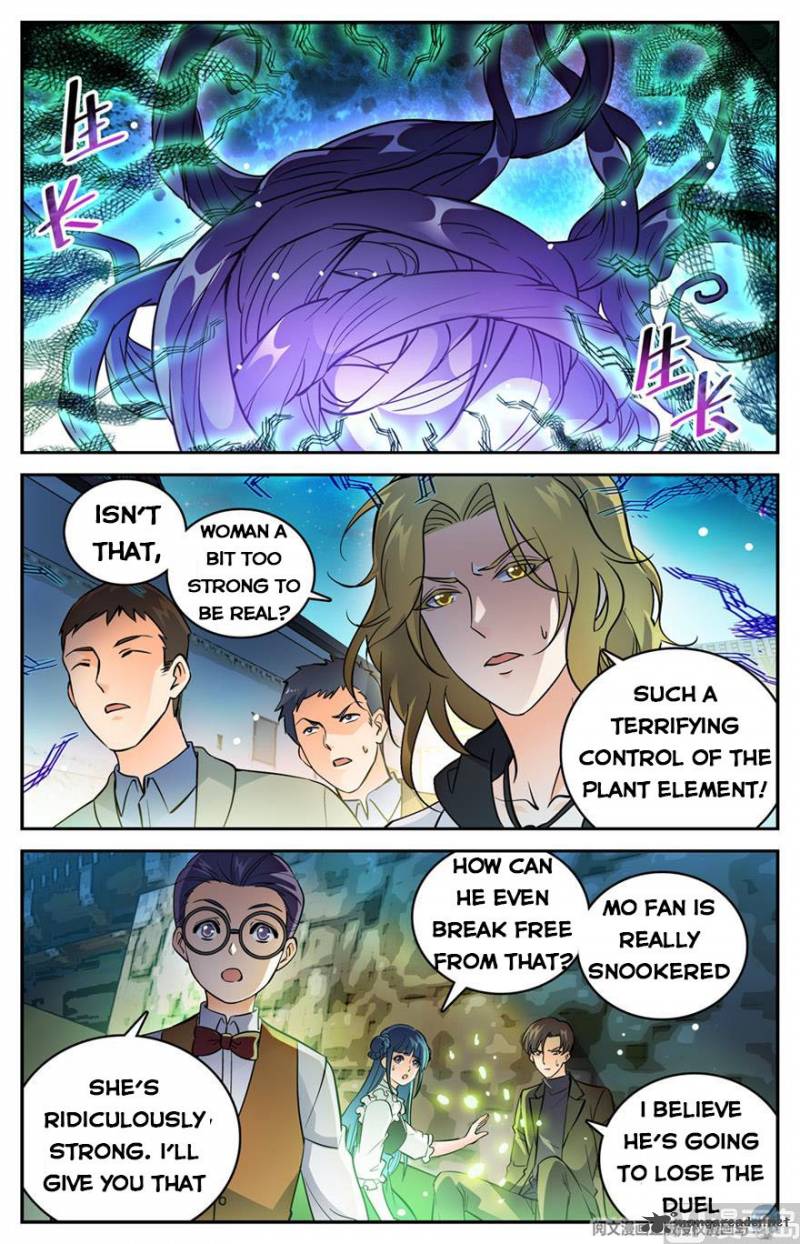 生长
生长
ISN'T
THAT,
WOMAN A
BIT TOO
STRONG TO
BE REAL?
SUCH A
TERRIFYING
CONTROL OF THE
PLANT ELEMENT!
HOW CAN
HE EVEN
BREAK FREE
FROM THAT?
MO FAN IS
REALLY
SNOOKERED
SHE'S
RIDICULOUSLY
STRONG. I'LL
GIVE YOU THAT
I BELIEVE
HE'S GOING
TO LOSE THE
DUEL